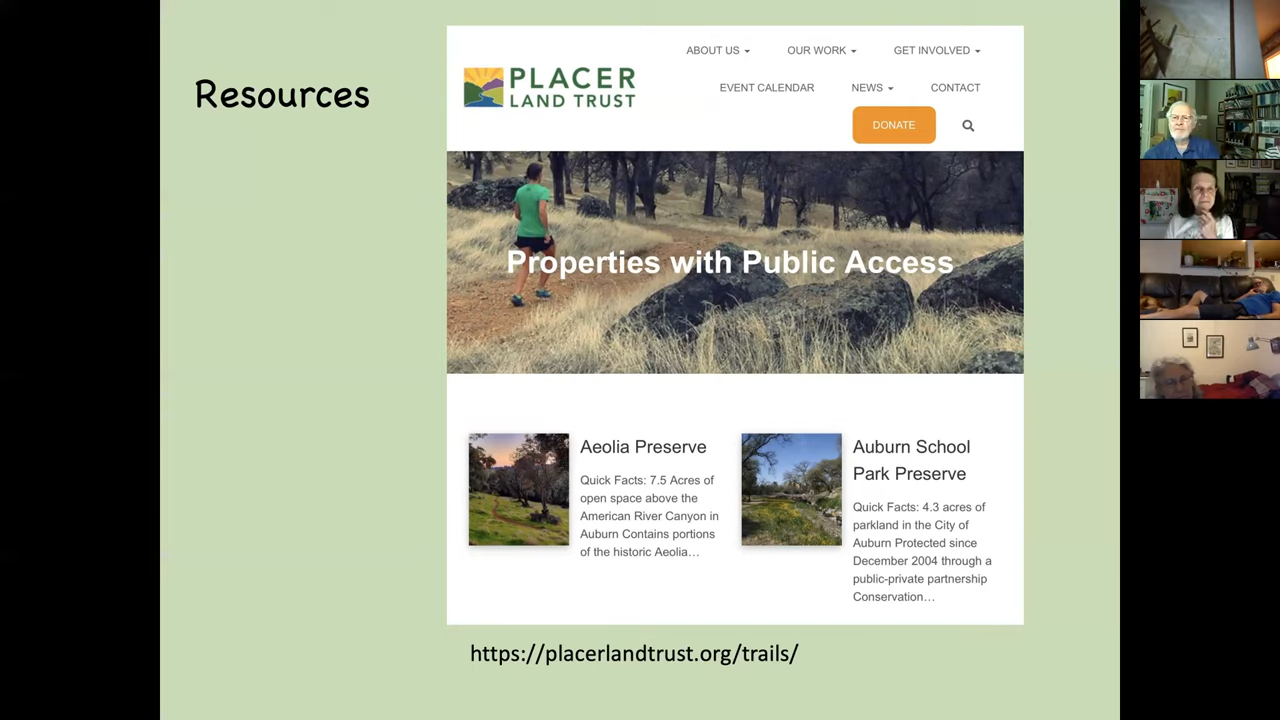 Resources
PLACER
LAND TRUST
ABOUT US
OUR WORK
GET INVOLVED
EVENT CALENDAR
NEWS
CONTACT
DONATE
Properties with Public Access
Aeolia Preserve
Quick Facts: 7.5 Acres of
open space above the
American River Canyon in
Auburn Contains portions
of the historic Aeolia…
Auburn School
Park Preserve
Quick Facts: 4.3 acres of
parkland in the City of
Auburn Protected since
December 2004 through a
public-private partnership
Conservation…
https://placerlandtrust.org/trails/